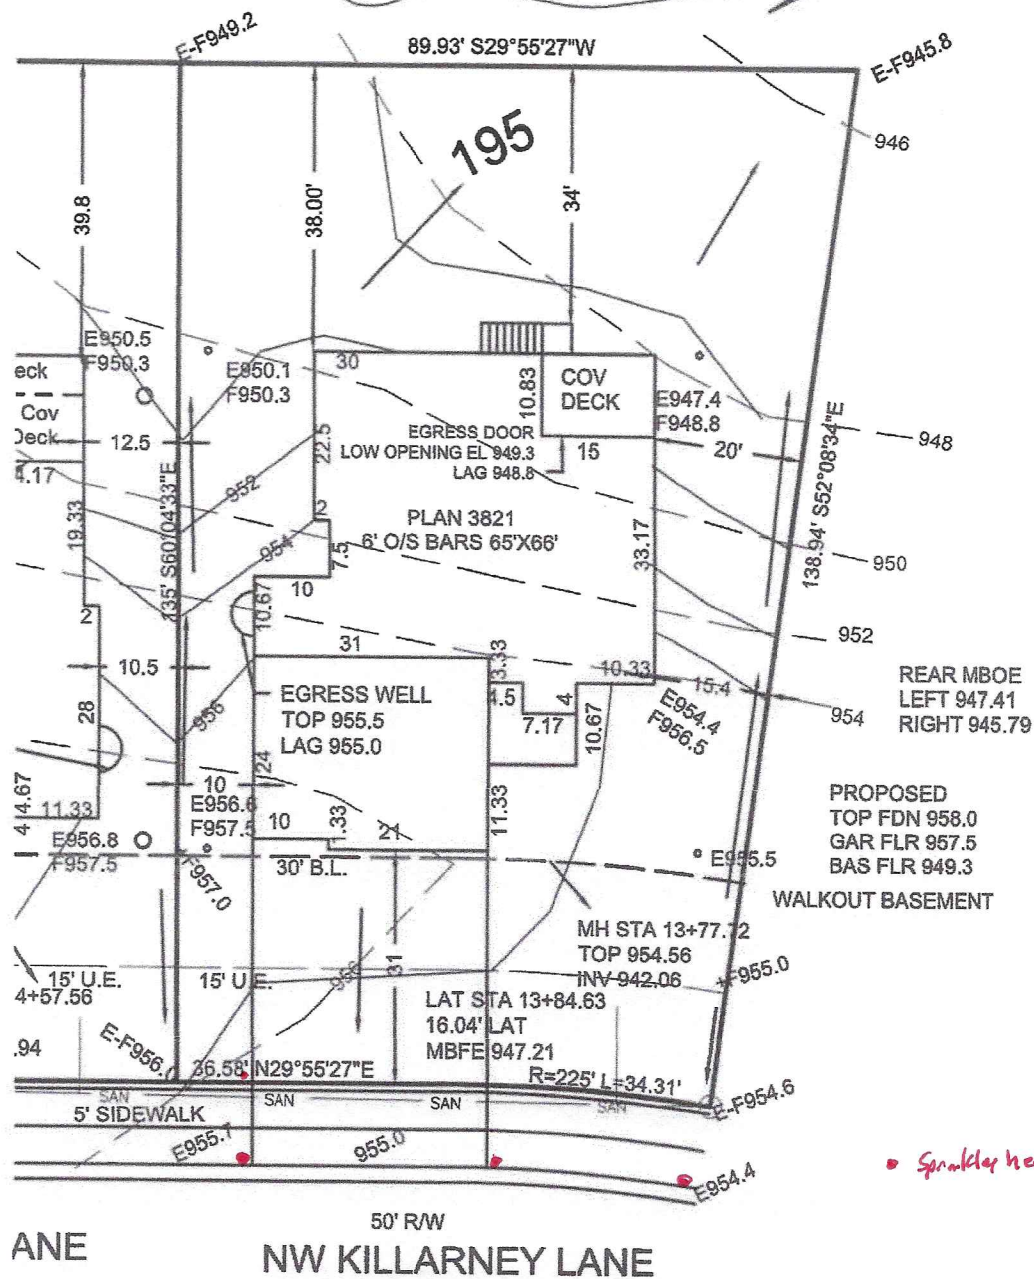 E-F949.2
89.93' S29°55'27"W
E-F945.8
946
195
39.8
38.00'
34'
E950.5
F950.3
E950.1
F950.3
30
10.83
COV
DECK
E947.4
F948.8
eck
Cov
Deck
12.5
4.17
22.5
EGRESS DOOR
LOW OPENING EL 949.3
LAG 948.8
15
20'
948
135' S60°04'33"E
138.94' S52°08'34"E
19.33
952
2
PLAN 3821
6' O/S BARS 65'X66'
33.17
950
954
7.5
10
10.67
2
31
952
10.5
3.33
10.33
15.4
EGRESS WELL
TOP 955.5
LAG 955.0
4.5
4
7.17
10.67
E954.4
F956.5
954
REAR MBOE
LEFT 947.41
RIGHT 945.79
28
956
10
24
4.67
11.33
4
E956.6
F957.5
10
1.33
21
11.33
PROPOSED
TOP FDN 958.0
GAR FLR 957.5
BAS FLR 949.3
WALKOUT BASEMENT
E956.8
F957.5
F957.0
30' B.L.
E955.5
MH STA 13+77.72
TOP 954.56
INV 942.06
15' U.E.
15' U.E.
956
31
+F955.0
4+57.56
LAT STA 13+84.63
16.04' LAT
MBFE 947.21
.94
E-F956.0
36.58' N29°55'27"E
R=225' L=34.31'
E-F954.6
SAN
SAN
SAN
SAN
5' SIDEWALK
E955.7
955.0
E954.4
Sprinkler he
50' R/W
ANE
NW KILLARNEY LANE